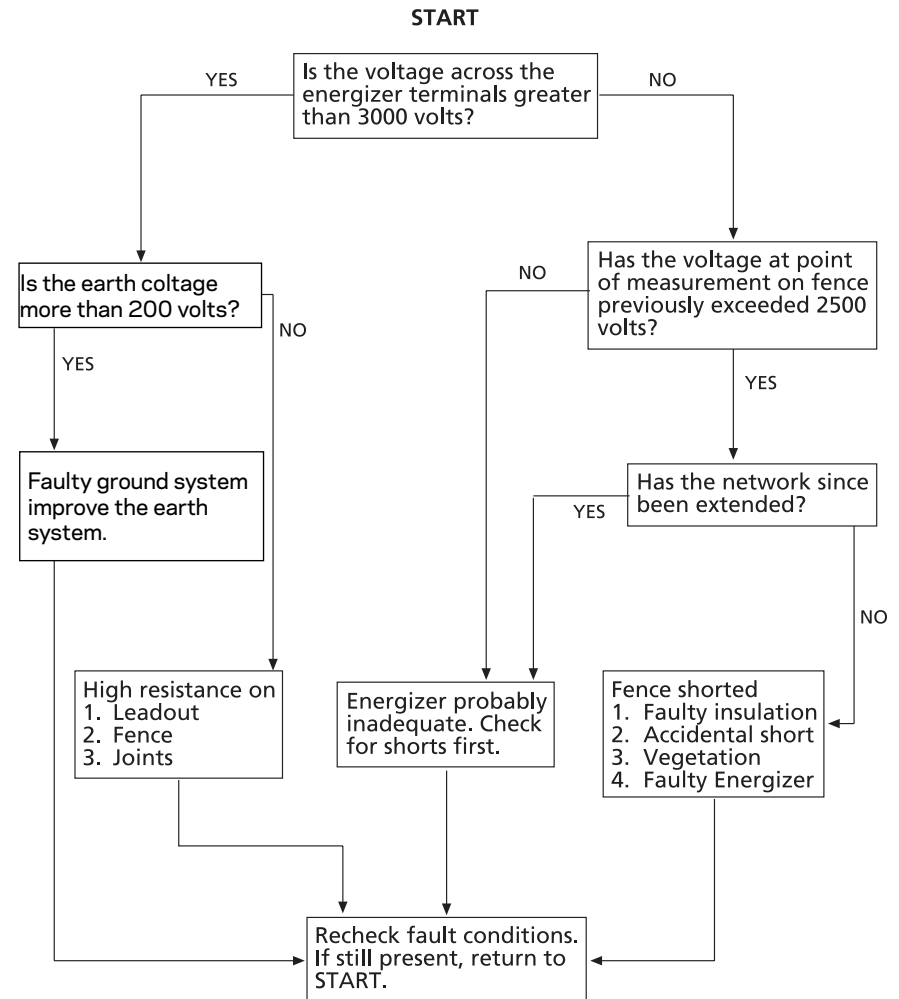 START
YES
Is the voltage across the
energizer terminals greater
than 3000 volts?
NO
Is the earth coltage
more than 200 volts?
NO
Has the voltage at point
of measurement on fence
previously exceeded 2500
volts?
NO
YES
YES
Faulty ground system
improve the earth
system.
Has the network since
been extended?
YES
NO
High resistance on
1. Leadout
2. Fence
3. Joints
Energizer probably
inadequate. Check
for shorts first.
Fence shorted
1. Faulty insulation
2. Accidental short
3. Vegetation
4. Faulty Energizer
Recheck fault conditions.
If still present, return to
START.